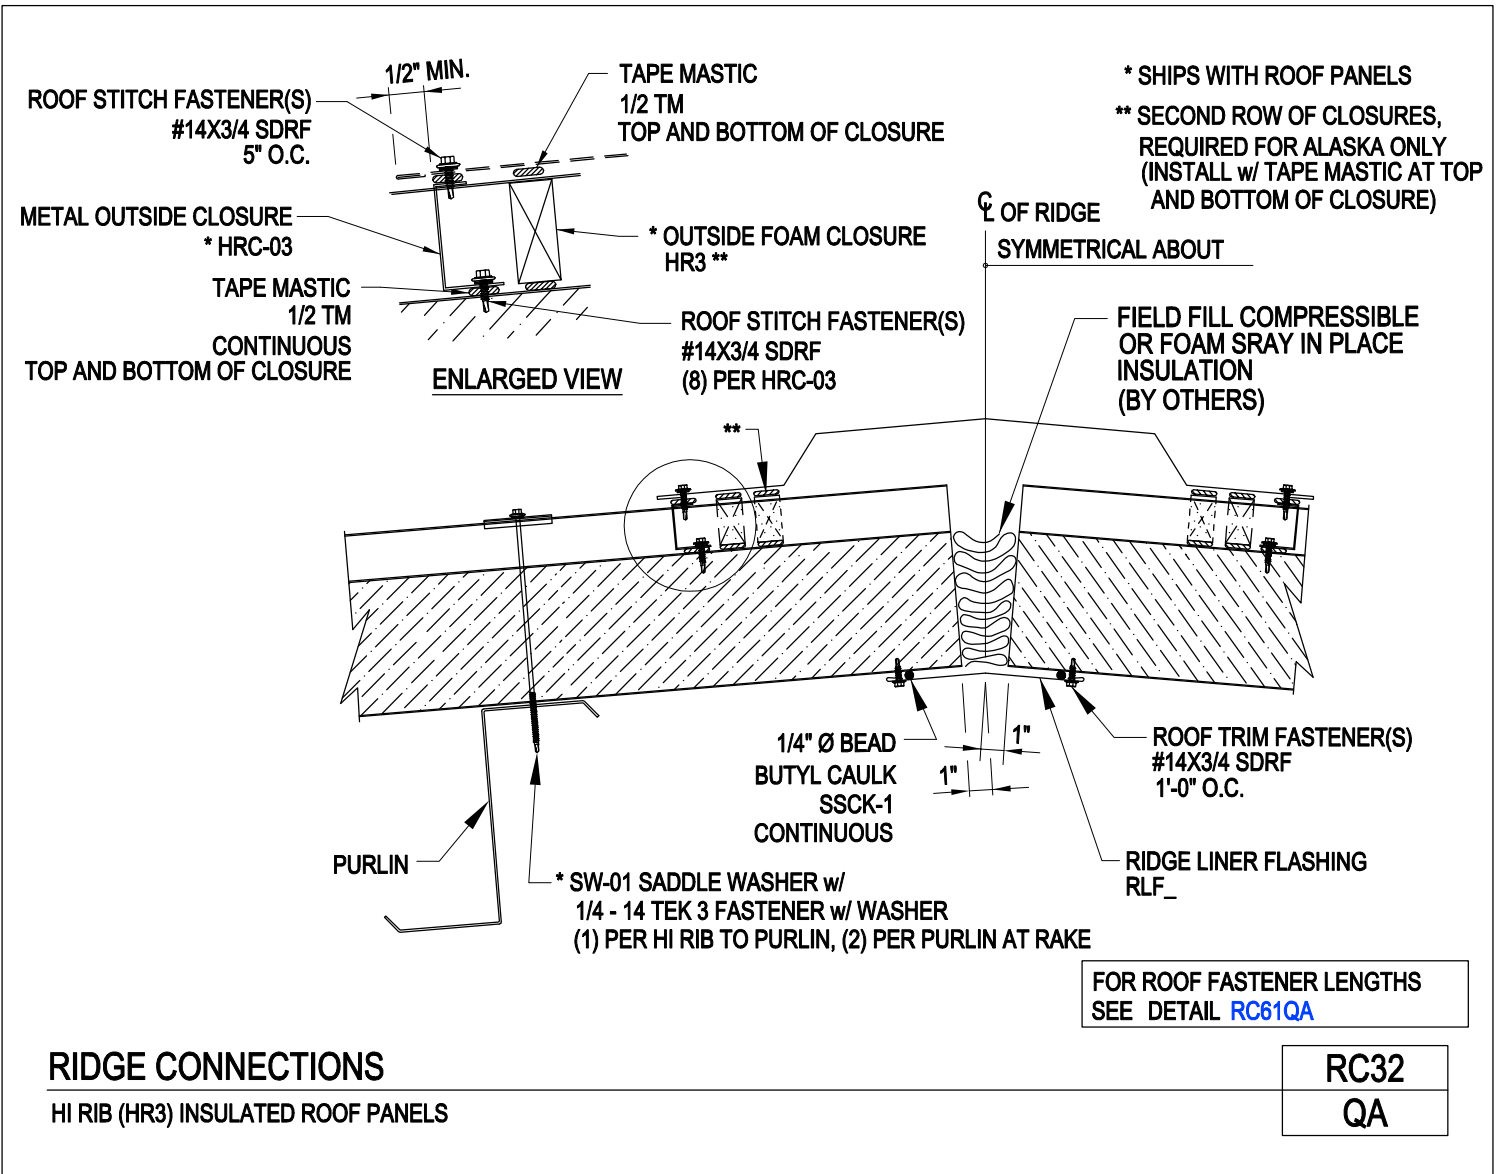 1/2" MIN.
ROOF STITCH FASTENER(S)
#14X3/4 SDRF
5" O.C.
TAPE MASTIC
1/2 TM
TOP AND BOTTOM OF CLOSURE
* SHIPS WITH ROOF PANELS
** SECOND ROW OF CLOSURES,
REQUIRED FOR ALASKA ONLY
(INSTALL w/ TAPE MASTIC AT TOP
AND BOTTOM OF CLOSURE)
METAL OUTSIDE CLOSURE
* HRC-03
* OUTSIDE FOAM CLOSURE
HR3 **
℄ OF RIDGE
SYMMETRICAL ABOUT
TAPE MASTIC
1/2 TM
CONTINUOUS
TOP AND BOTTOM OF CLOSURE
ROOF STITCH FASTENER(S)
#14X3/4 SDRF
(8) PER HRC-03
ENLARGED VIEW
FIELD FILL COMPRESSIBLE
OR FOAM SRAY IN PLACE
INSULATION
(BY OTHERS)
**
1/4" Ø BEAD
BUTYL CAULK
SSCK-1
CONTINUOUS
1"
1"
ROOF TRIM FASTENER(S)
#14X3/4 SDRF
1'-0" O.C.
PURLIN
RIDGE LINER FLASHING
RLF_
* SW-01 SADDLE WASHER w/
1/4 - 14 TEK 3 FASTENER w/ WASHER
(1) PER HI RIB TO PURLIN, (2) PER PURLIN AT RAKE
FOR ROOF FASTENER LENGTHS
SEE DETAIL RC61QA
RIDGE CONNECTIONS
HI RIB (HR3) INSULATED ROOF PANELS
RC32
QA